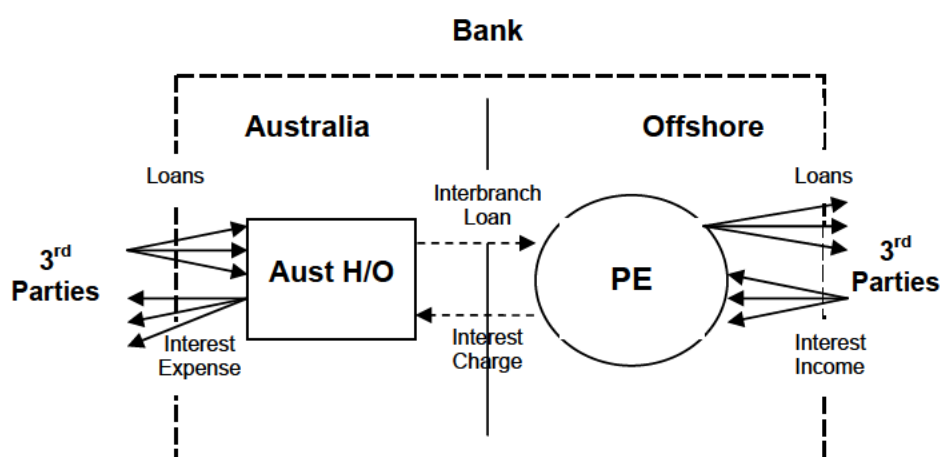 Bank
Australia
Offshore
Loans
Interbranch
Loan
Loans
3rd
Parties
Aust H/O
PE
3rd
Parties
Interest
Expense
Interest
Charge
Interest
Income